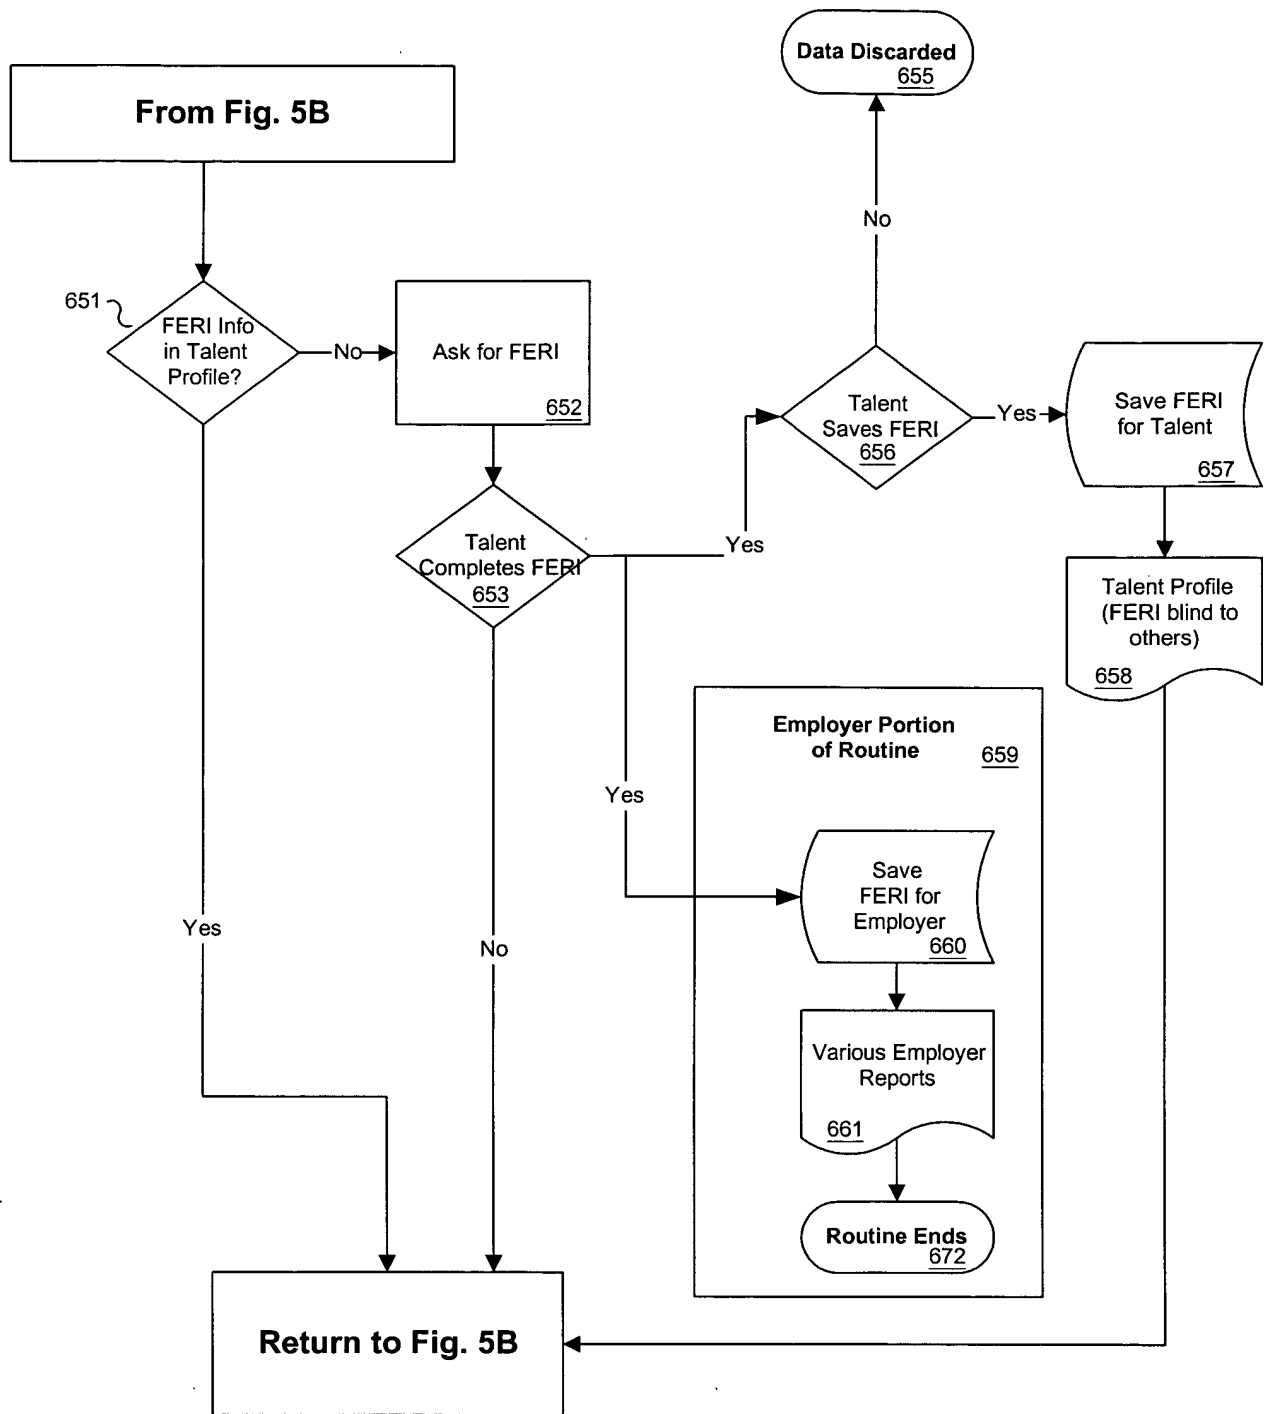 Data Discarded
655
From Fig. 5B
No
651
FERI Info
in Talent
Profile?
No
Ask for FERI
652
Talent
Saves FERI
656
Yes
Save FERI
for Talent
657
Talent
Completes FERI
653
Yes
Talent Profile
(FERI blind to
others)
658
Employer Portion
of Routine
659
Yes
Save
FERI for
Employer
660
Yes
No
Various Employer
Reports
661
Routine Ends
672
Return to Fig. 5B